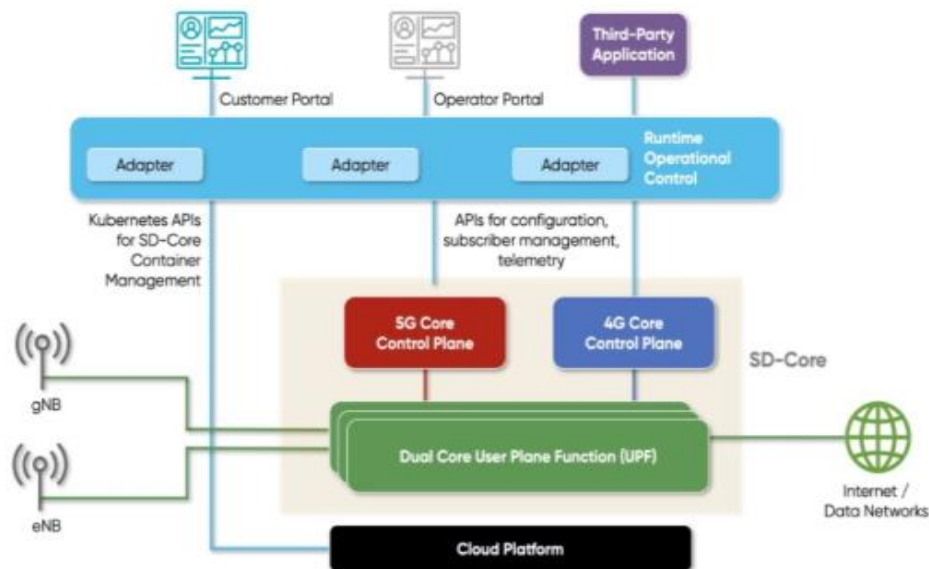 Third-Party
Application
Customer Portal
Operator Portal
Adapter
Adapter
Adapter
Runtime
Operational
Control
Kubernetes APIs
for SD-Core
Container
Management
APIs for configuration,
subscriber management,
telemetry
5G Core
Control Plane
4G Core
Control Plane
SD-Core
gNB
Dual Core User Plane Function (UPF)
eNB
Internet /
Data Networks
Cloud Platform